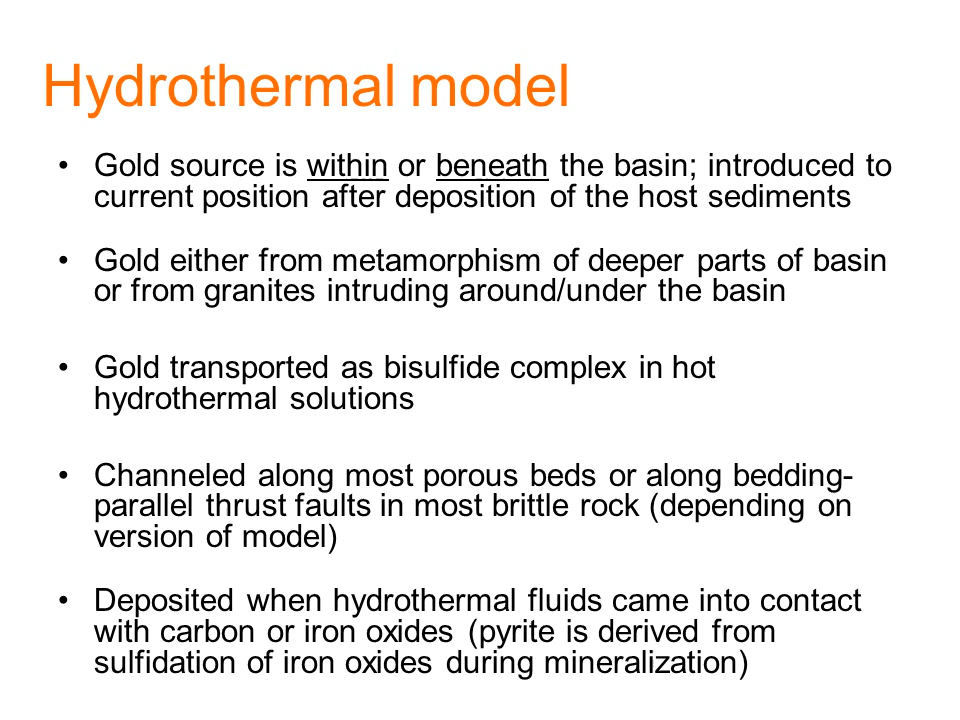 Hydrothermal model
• Gold source is within or beneath the basin; introduced to
current position after deposition of the host sediments
• Gold either from metamorphism of deeper parts of basin
or from granites intruding around/under the basin
• Gold transported as bisulfide complex in hot
hydrothermal solutions
• Channeled along most porous beds or along bedding-
parallel thrust faults in most brittle rock (depending on
version of model)
• Deposited when hydrothermal fluids came into contact
with carbon or iron oxides (pyrite is derived from
sulfidation of iron oxides during mineralization)